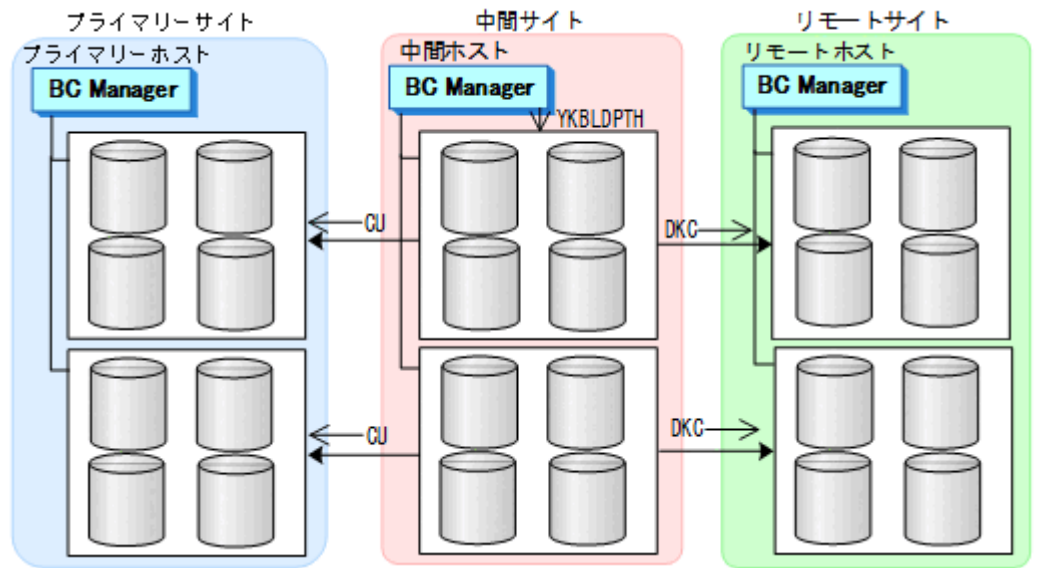 プライマリーサイト
中間サイト
リモートサイト
プライマリーホスト
中間ホスト
リモートホスト
BC Manager
BC Manager
BC Manager
YKBLDPTH
CU
DKC
CU
DKC